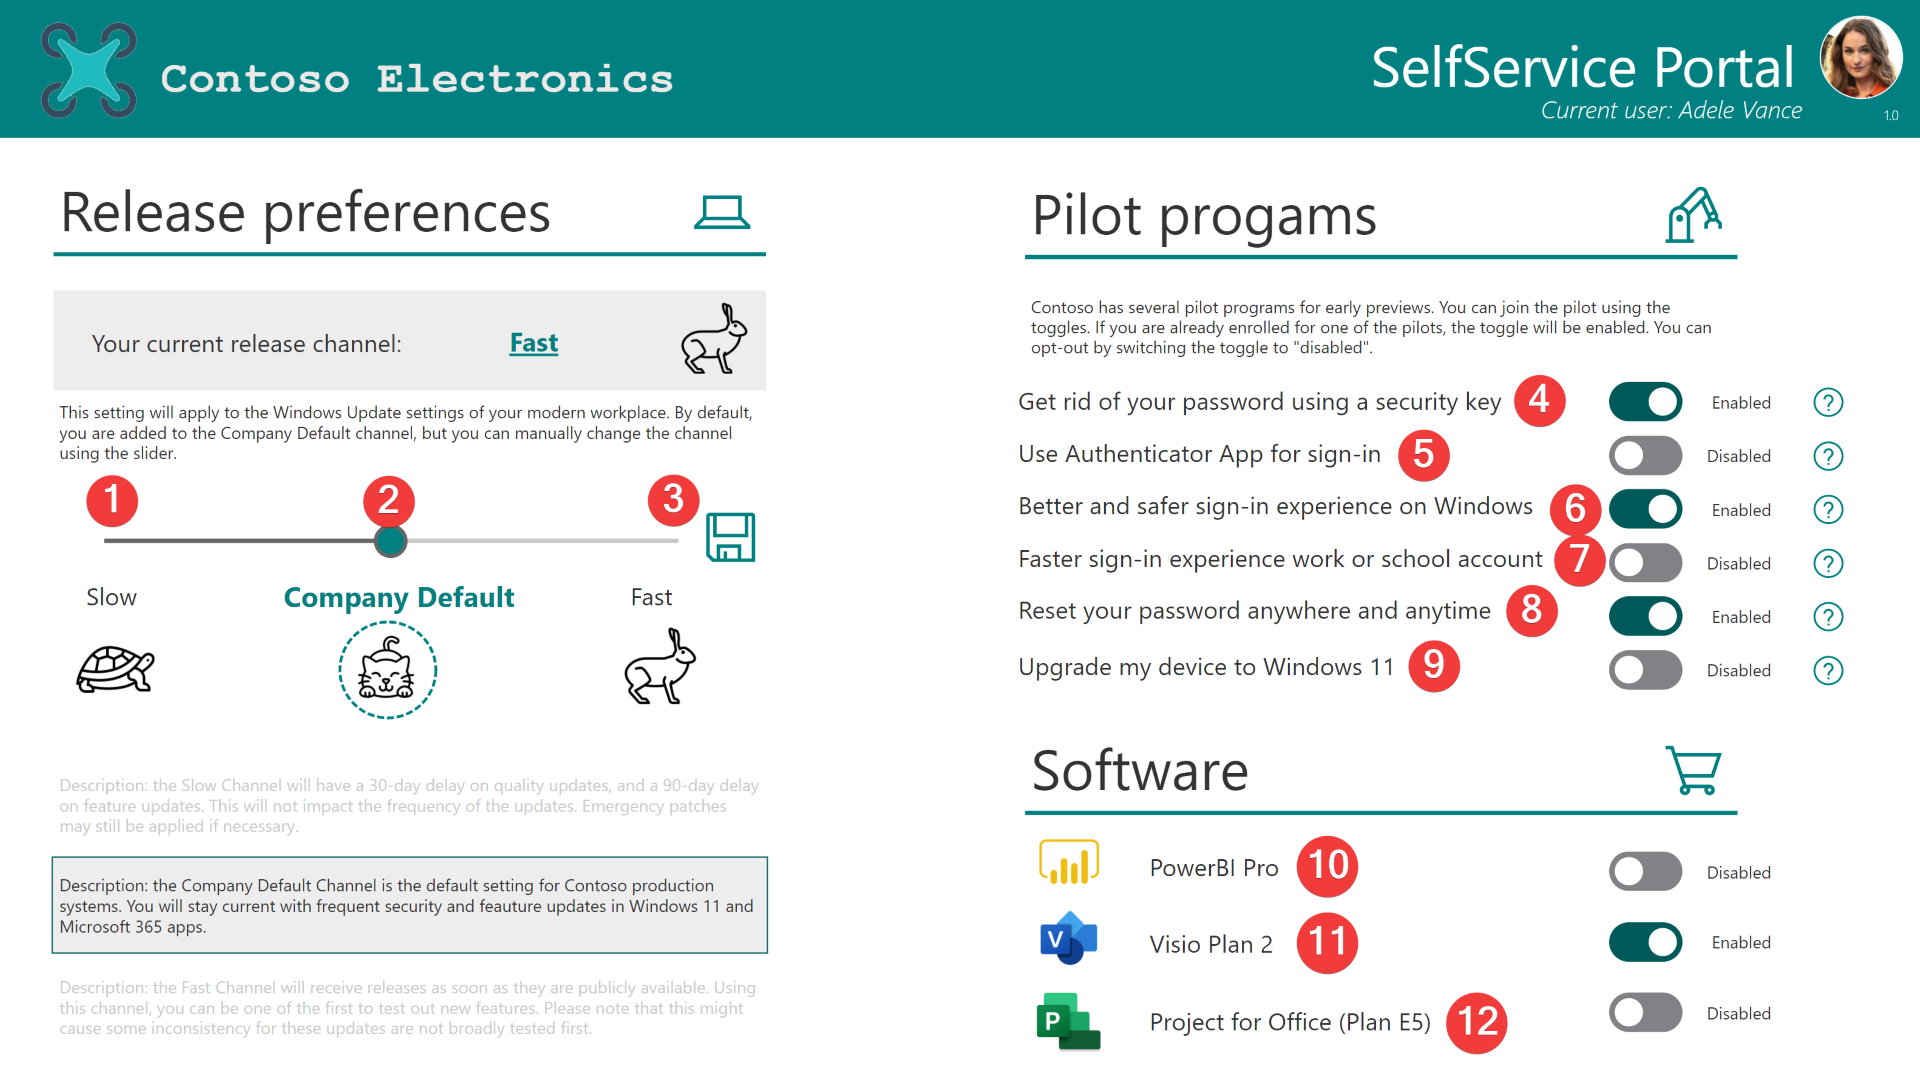 Contoso Electronics
SelfService Portal
Current user: Adele Vance
1.0
Release preferences
Your current release channel:
Fast
This setting will apply to the Windows Update settings of your modern workplace. By default,
you are added to the Company Default channel, but you can manually change the channel
using the slider.
1
2
3
Slow
Company Default
Fast
Description: the Slow Channel will have a 30-day delay on quality updates, and a 90-day delay
on feature updates. This will not impact the frequency of the updates. Emergency patches
may still be applied if necessary.
Description: the Company Default Channel is the default setting for Contoso production
systems. You will stay current with frequent security and feauture updates in Windows 11 and
Microsoft 365 apps.
Description: the Fast Channel will receive releases as soon as they are publicly available. Using
this channel, you can be one of the first to test out new features. Please note that this might
cause some inconsistency for these updates are not broadly tested first.
Pilot progams
Contoso has several pilot programs for early previews. You can join the pilot using the
toggles. If you are already enrolled for one of the pilots, the toggle will be enabled. You can
opt-out by switching the toggle to "disabled".
Get rid of your password using a security key 4 Enabled ?
Use Authenticator App for sign-in 5 Disabled ?
Better and safer sign-in experience on Windows 6 Enabled ?
Faster sign-in experience work or school account 7 Disabled ?
Reset your password anywhere and anytime 8 Enabled ?
Upgrade my device to Windows 11 9 Disabled ?
Software
PowerBI Pro 10 Disabled
V Visio Plan 2 11 Enabled
P Project for Office (Plan E5) 12 Disabled